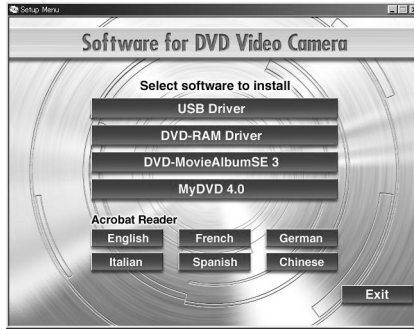 Setup Menu
Software for DVD Video Camera
Select software to install
USB Driver
DVD-RAM Driver
DVD-MovieAlbumSE 3
MyDVD 4.0
Acrobat Reader
English French German
Italian Spanish Chinese
Exit